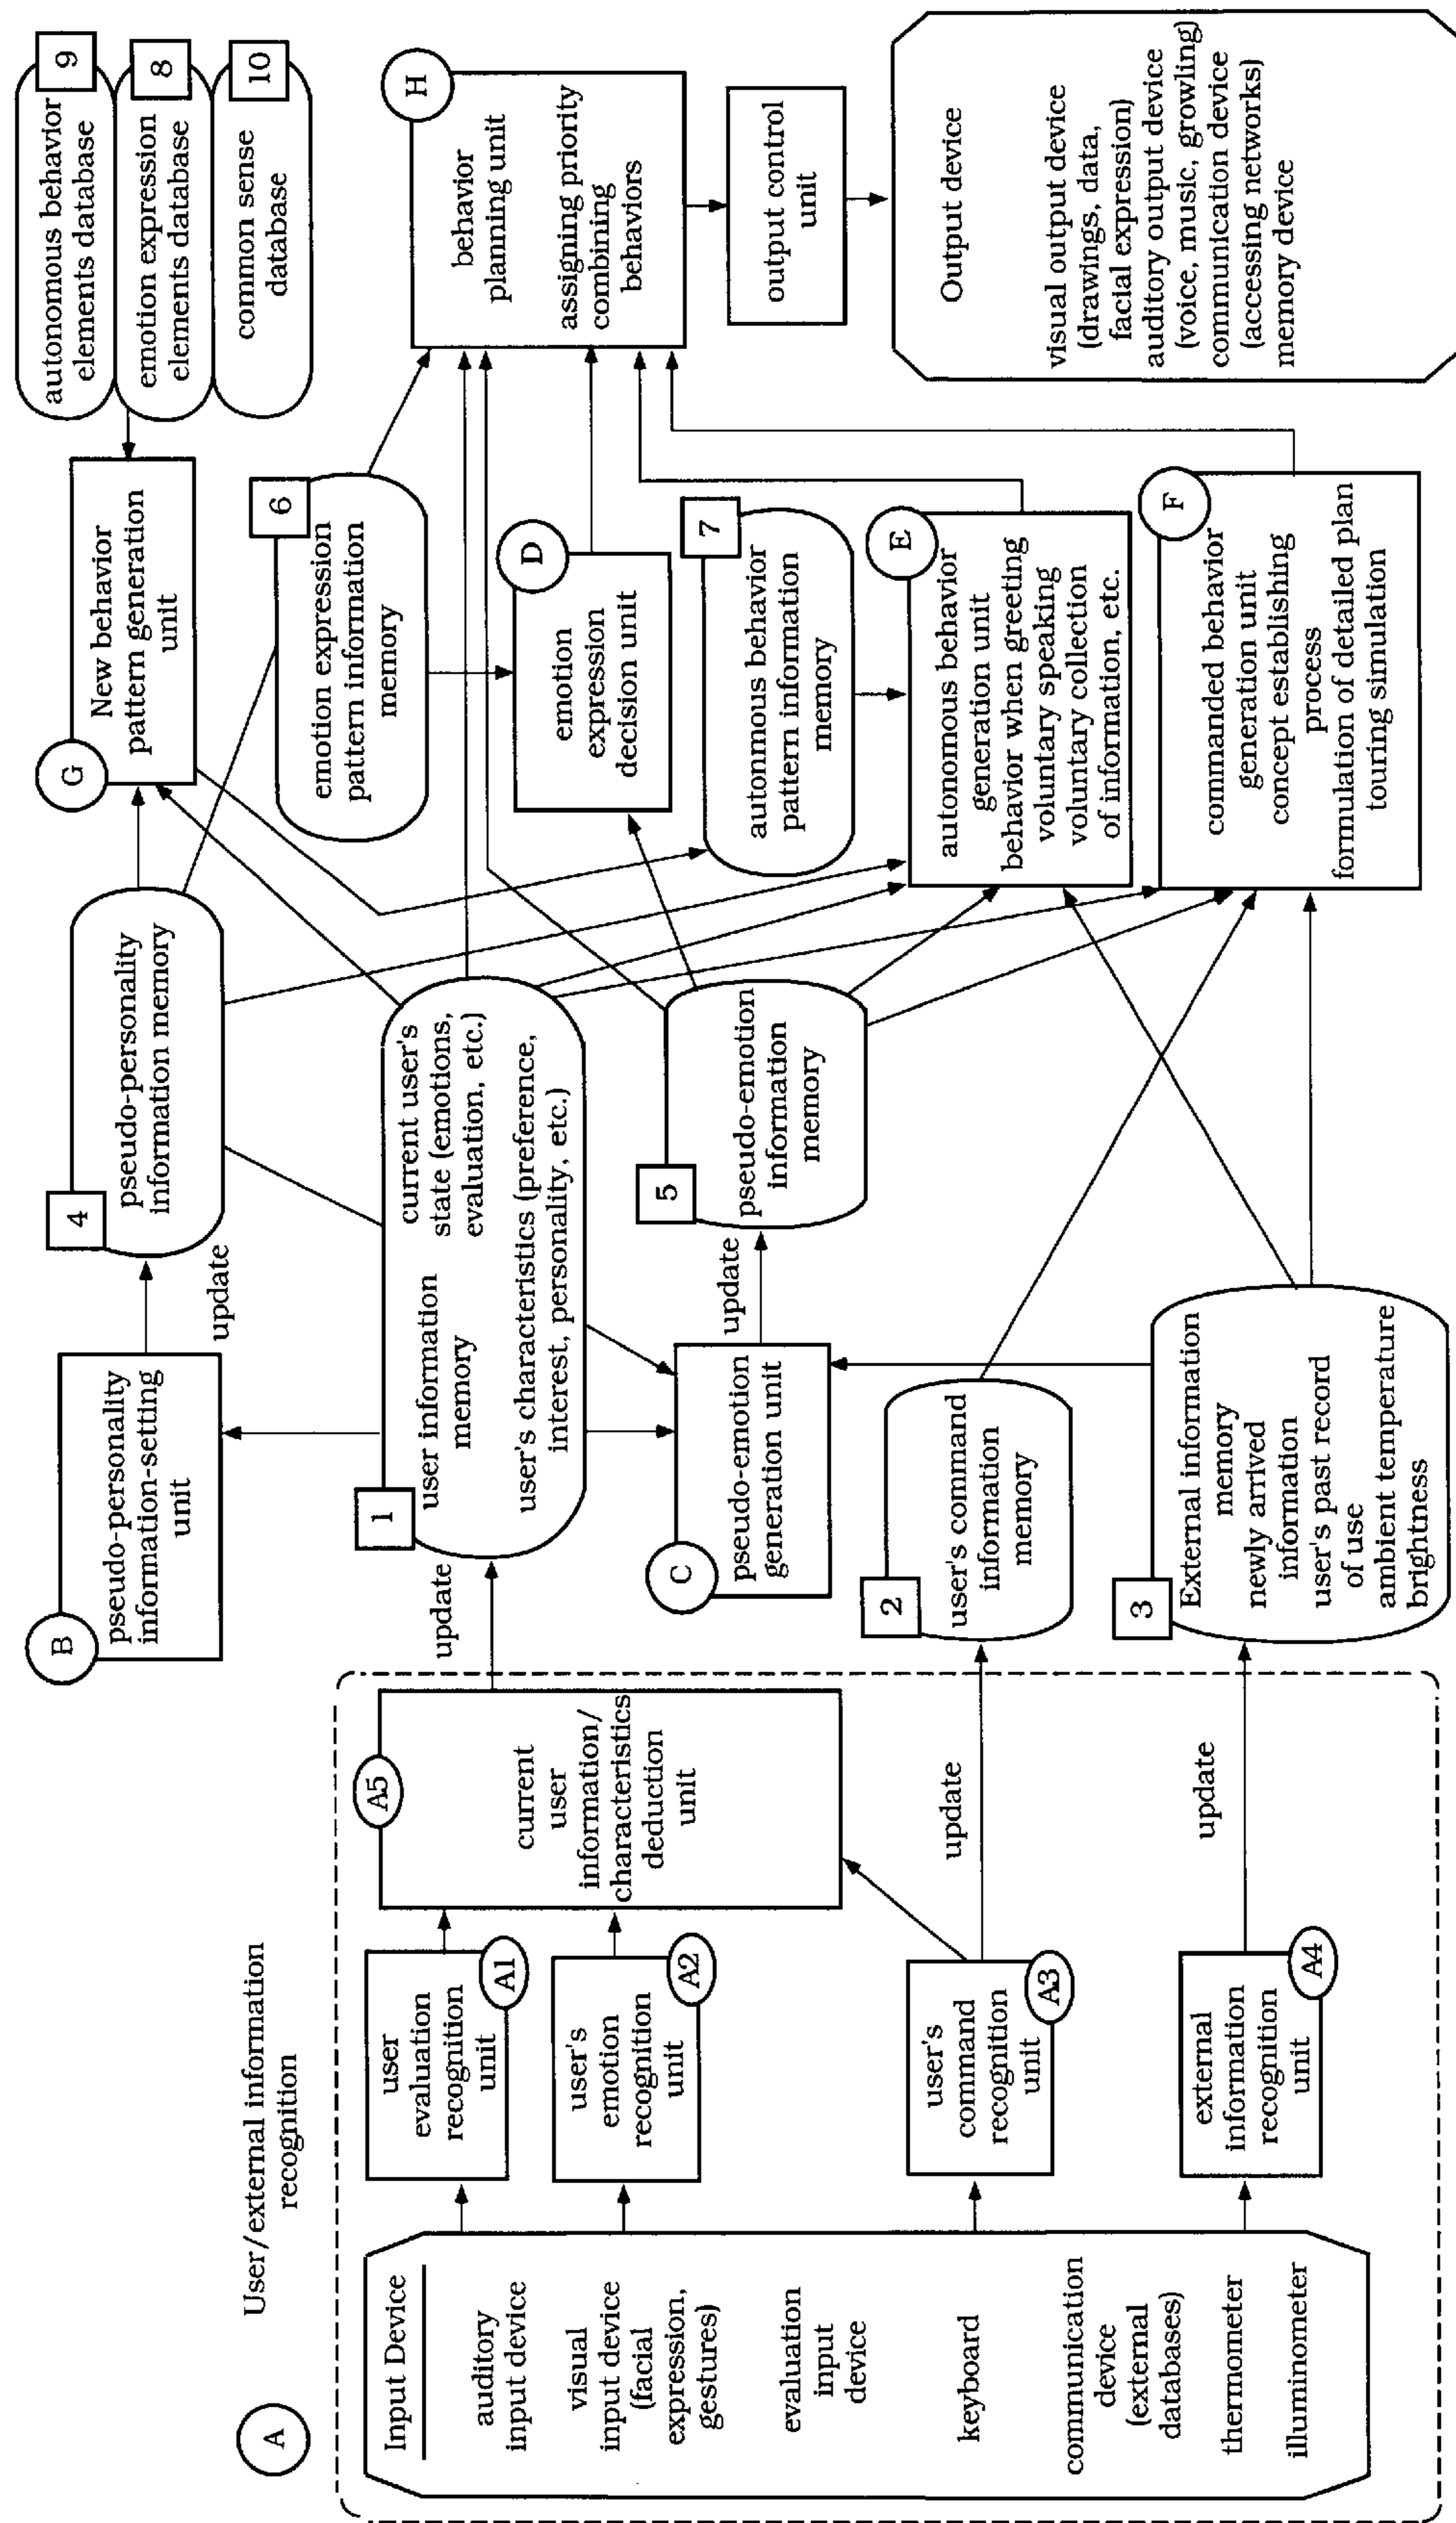 A
User/external information
recognition
Input Device
auditory
input device
visual
input device
(facial
expression,
gestures)
evaluation
input
device
keyboard
communication
device
(external
databases)
thermometer
illuminometer
user
evaluation
recognition
unit
A1
user's
emotion
recognition
unit
A2
user's
command
recognition
unit
A3
external
information
recognition
unit
A4
A5
current
user
information/
characteristics
deduction
unit
update
update
update
B
pseudo-personality
information-setting
unit
update
1
user information
memory
current user's
state (emotions,
evaluation, etc.)
user's characteristics (preference,
interest, personality, etc.)
C
pseudo-emotion
generation unit
update
2
user's command
information
memory
3
External information
memory
newly arrived
information
user's past record
of use
ambient temperature
brightness
4
pseudo-personality
information memory
5
pseudo-emotion
information
memory
G
New behavior
pattern generation
unit
6
emotion expression
pattern information
memory
D
emotion
expression
decision unit
7
autonmous behavior
pattern information
memory
E
autonomous behavior
generation unit
behavior when greeting
voluntary speaking
voluntary collection
of information, etc.
F
commanded behavior
generation unit
concept establishing
process
formulation of detailed plan
touring simulation
9
autonomous behavior
elements database
8
emotion expression
elements database
10
common sense
database
H
behavior
planning unit
assigning priority
combining
behaviors
output control
unit
Output device
visual output device
(drawings, data,
facial expression)
auditory output device
(voice, music, growling)
communication device
(accessing networks)
memory device